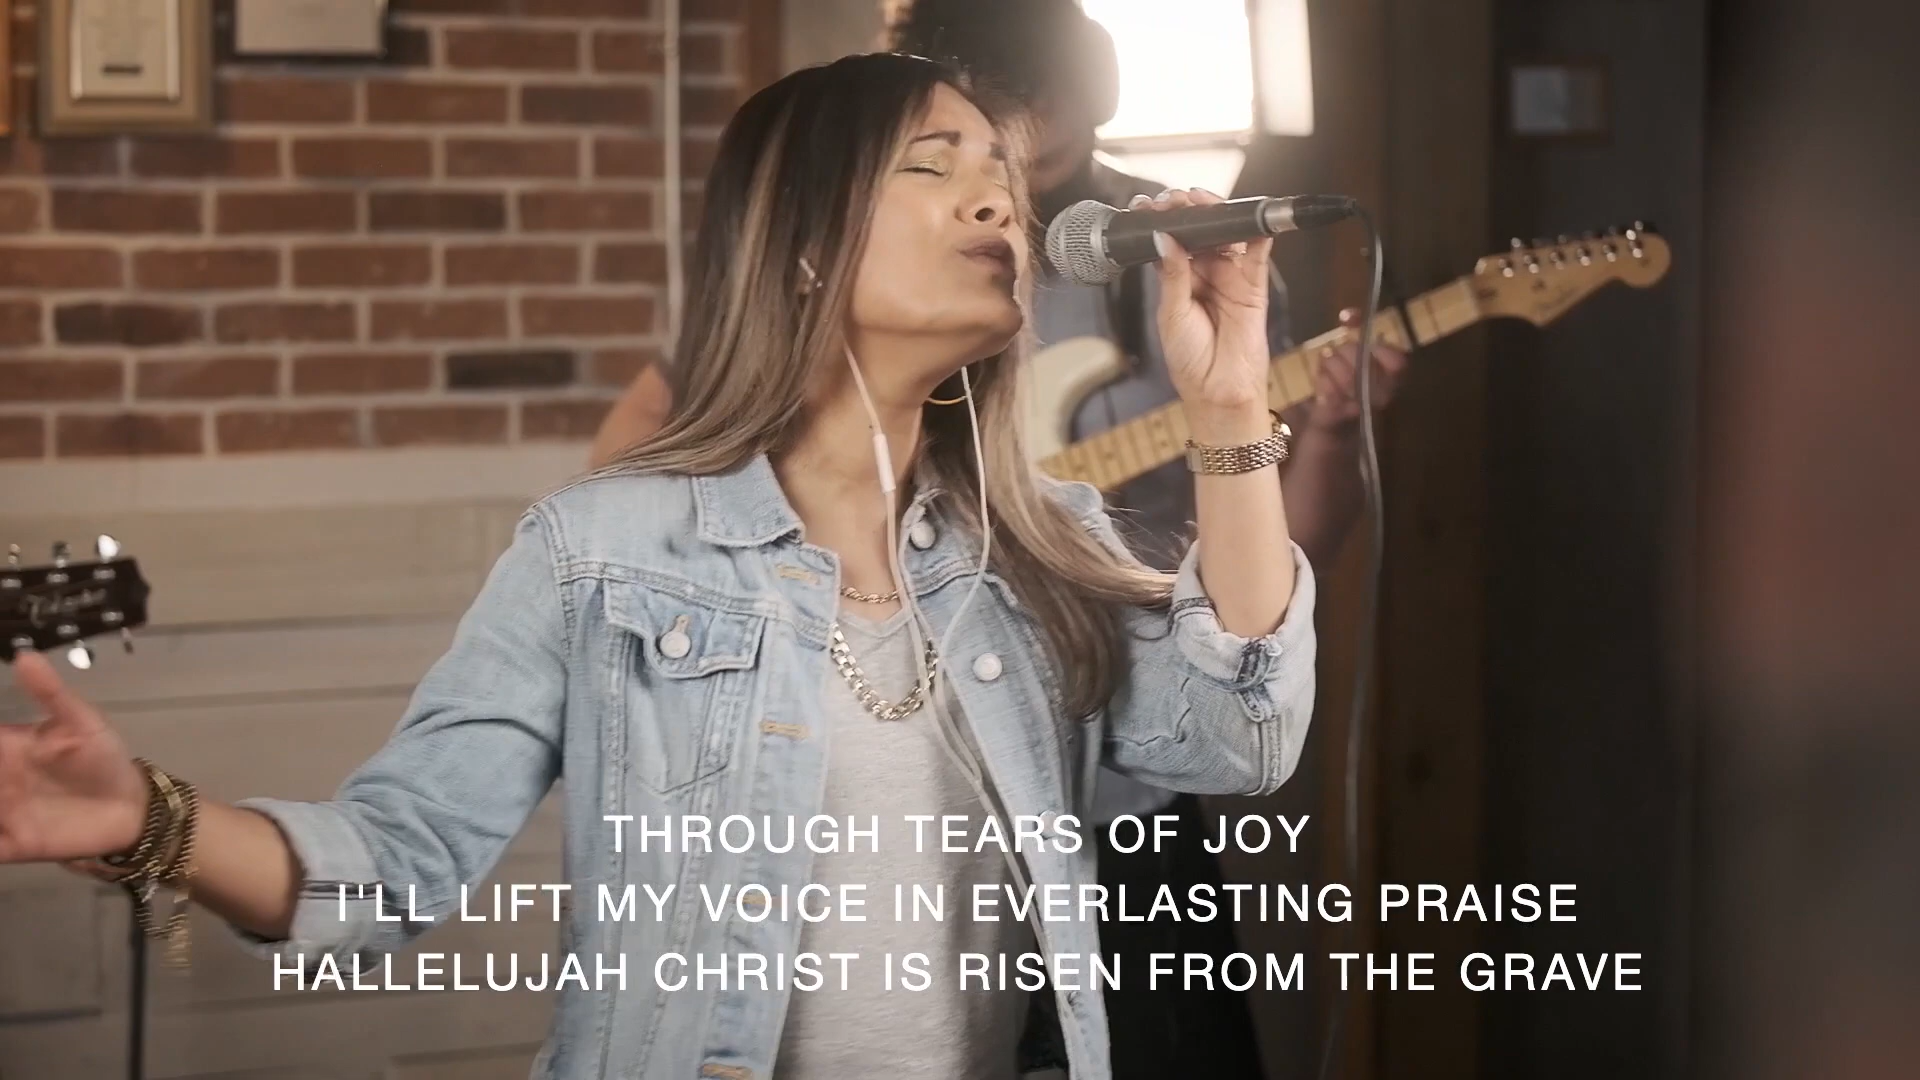 THROUGH TEARS OF JOY
I'LL LIFT MY VOICE IN EVERLASTING PRAISE
HALLELUJAH CHRIST IS RISEN FROM THE GRAVE